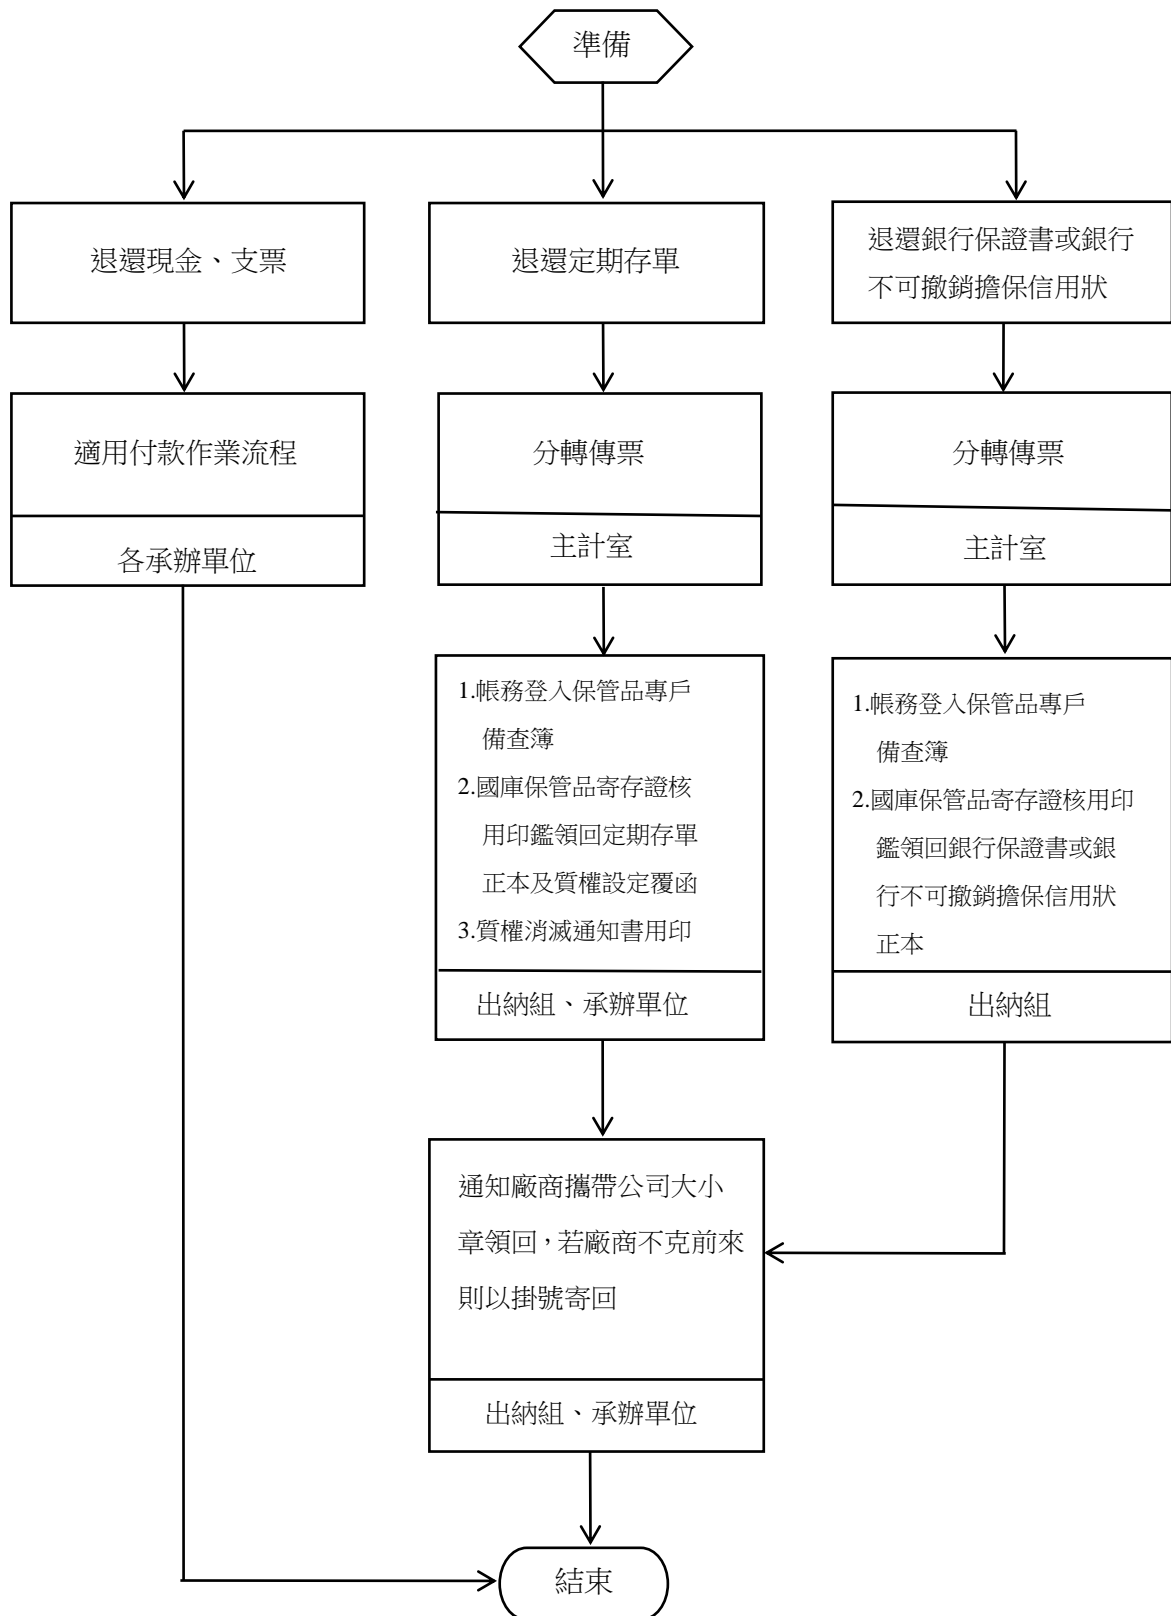 準備
退還現金、支票
退還定期存單
退還銀行保證書或銀行
不可撤銷擔保信用狀
適用付款作業流程
各承辦單位
分轉傳票
主計室
分轉傳票
主計室
1.帳務登入保管品專戶
備查簿
2.國庫保管品寄存證核
用印鑑領回定期存單
正本及質權設定覆函
3.質權消滅通知書用印
出納組、承辦單位
1.帳務登入保管品專戶
備查簿
2.國庫保管品寄存證核用印
鑑領回銀行保證書或銀
行不可撤銷擔保信用狀
正本
出納組
通知廠商攜帶公司大小
章領回，若廠商不克前來
則以掛號寄回
出納組、承辦單位
結束